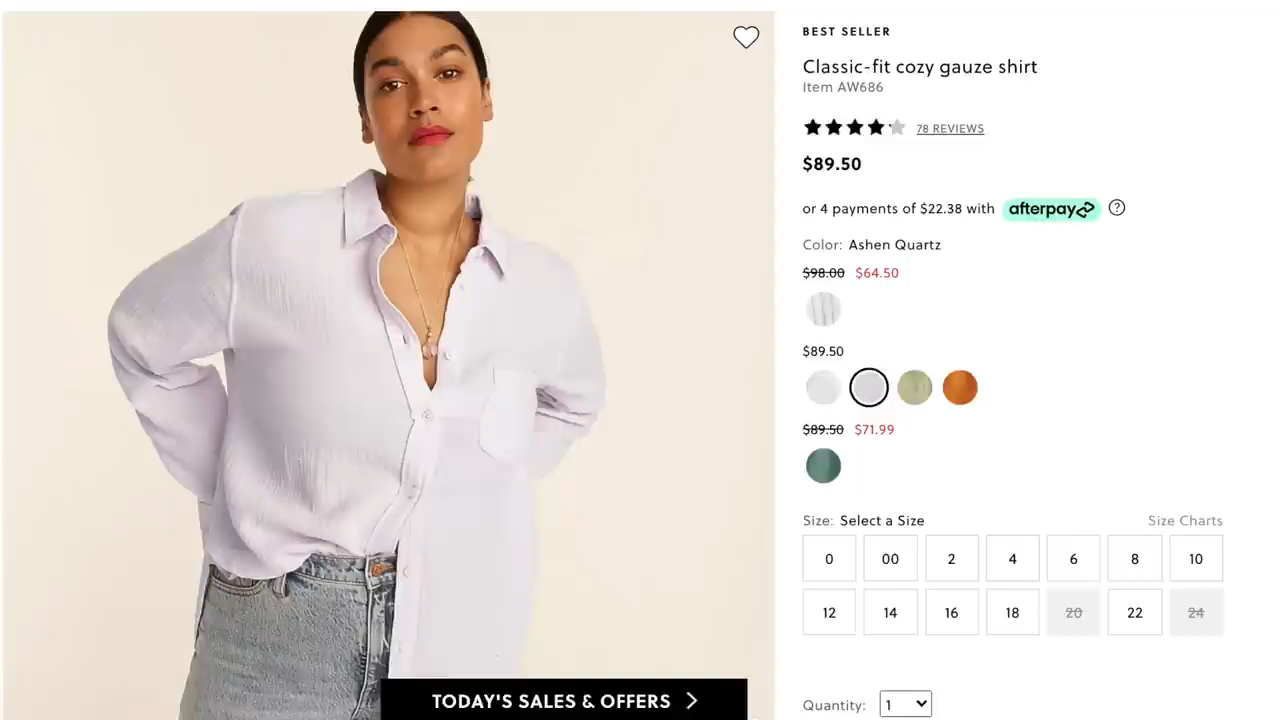 BEST SELLER
Classic-fit cozy gauze shirt
Item AW686
78 REVIEWS
$89.50
or 4 payments of $22.38 with afterpay ?
Color: Ashen Quartz
$98.00 $64.50
$89.50
$89.50 $71.99
Size: Select a Size Size Charts
0 00 2 4 6 8 10
12 14 16 18 20 22 24
Quantity: 1
TODAY'S SALES & OFFERS